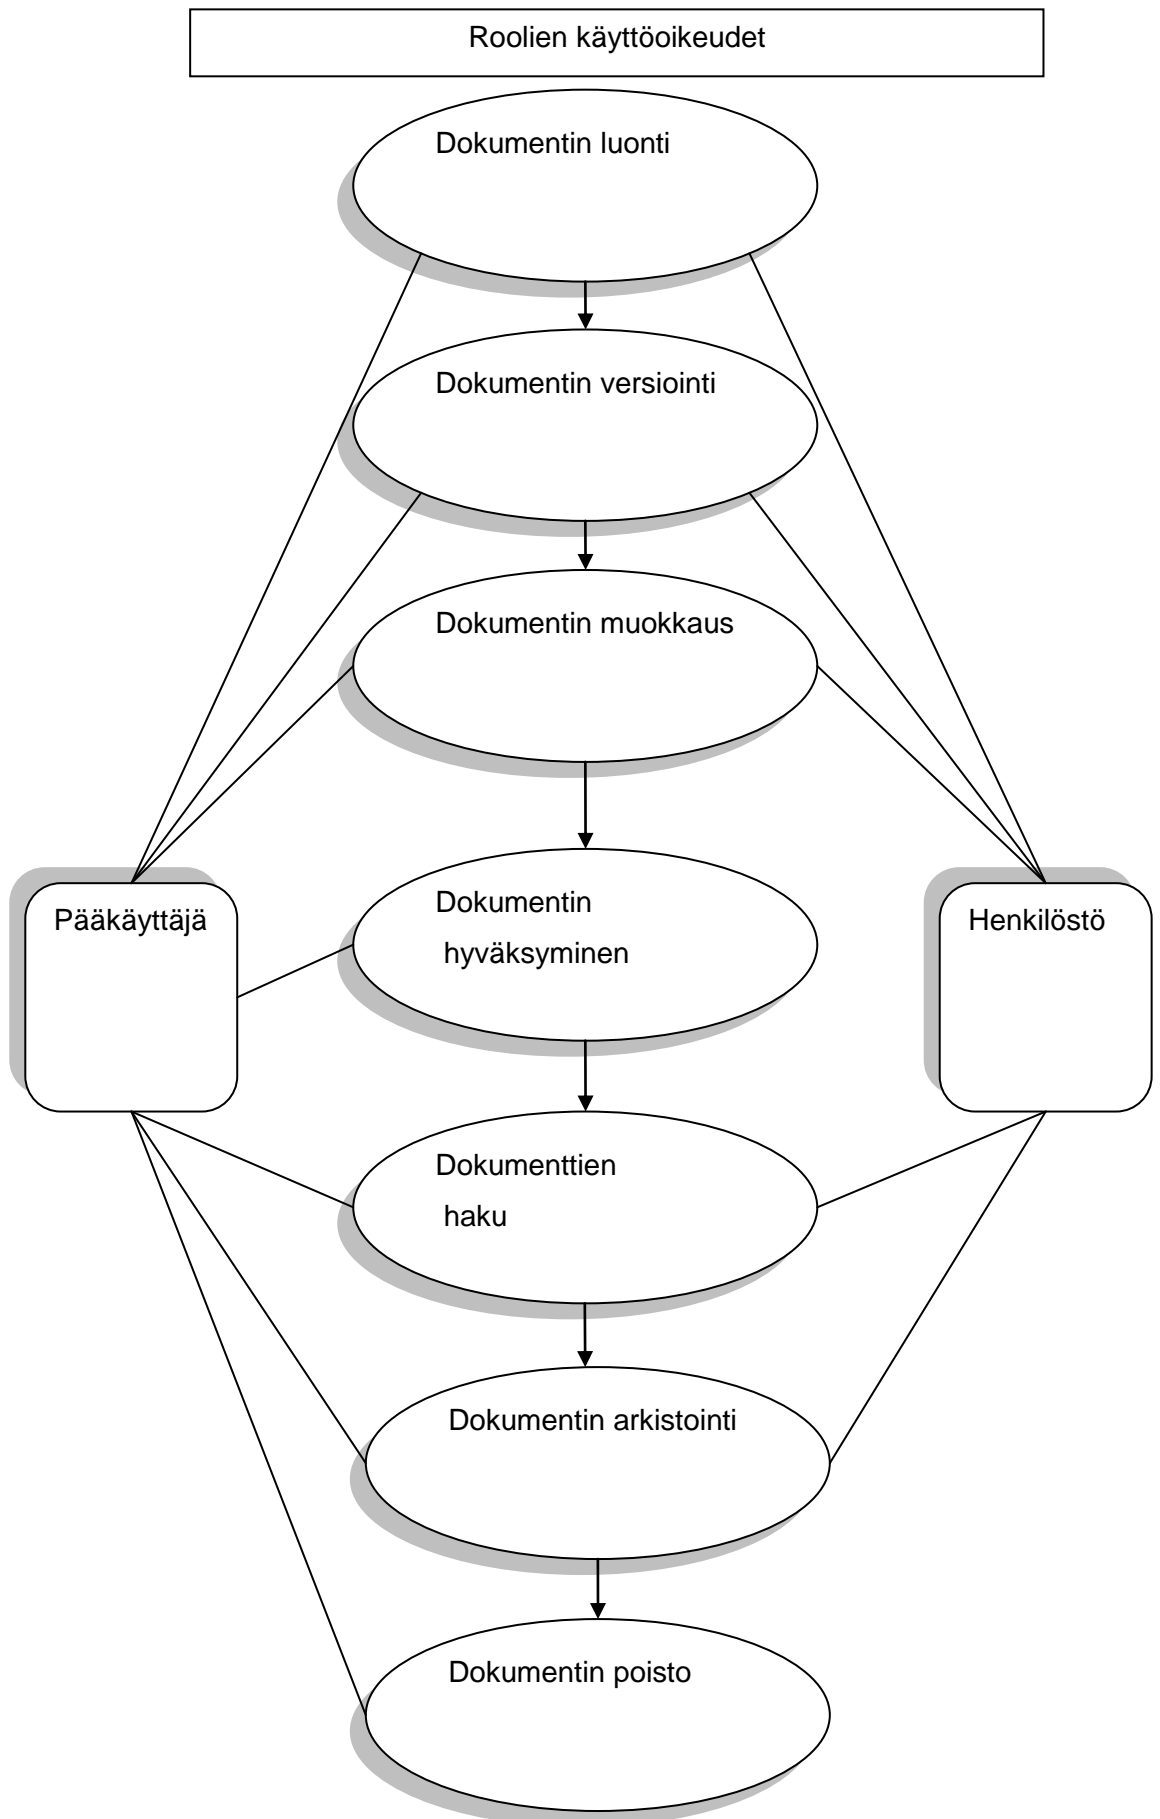 Roolien käyttöoikeudet
Dokumentin luonti
Dokumentin versiointi
Dokumentin muokkaus
Pääkäyttäjä
Dokumentin
hyväksyminen
Henkilöstö
Dokumenttien
haku
Dokumentin arkistointi
Dokumentin poisto